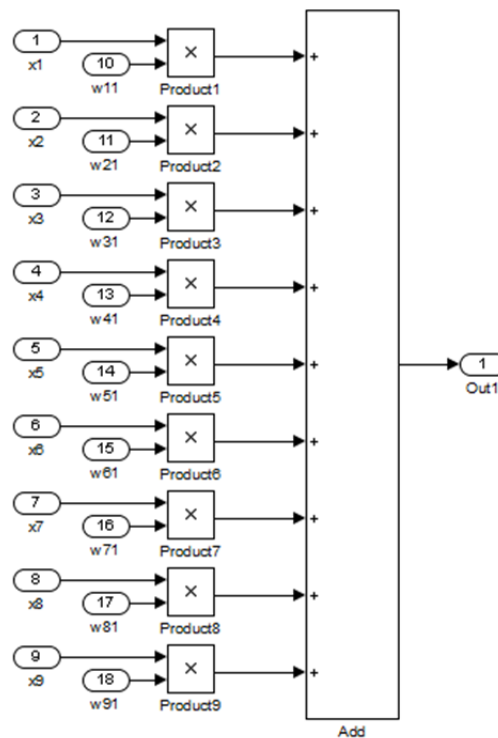 1
x1
10
w11
×
Product1
+
2
x2
11
w21
×
Product2
+
3
x3
12
w31
×
Product3
+
4
x4
13
w41
×
Product4
+
5
x5
14
w51
×
Product5
+
6
x6
15
w61
×
Product6
+
7
x7
16
w71
×
Product7
+
8
x8
17
w81
×
Product8
+
9
x9
18
w91
×
Product9
+
Add
1
Out1